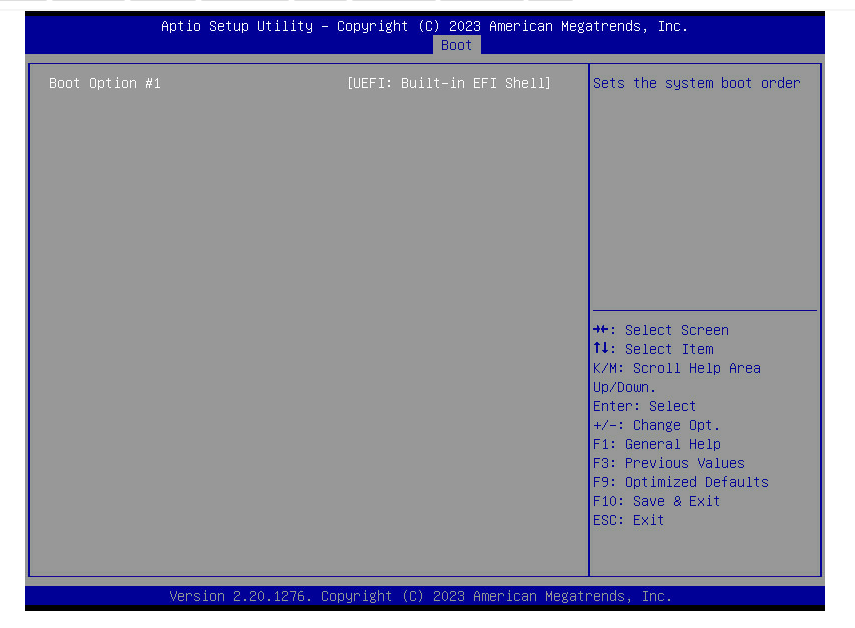 Aptio Setup Utility – Copyright (C) 2023 American Megatrends, Inc.
Boot
Boot Option #1 [UEFI: Built-in EFI Shell]
Sets the system boot order
→←: Select Screen
↑↓: Select Item
K/M: Scroll Help Area
Up/Down.
Enter: Select
+/-: Change Opt.
F1: General Help
F3: Previous Values
F9: Optimized Defaults
F10: Save & Exit
ESC: Exit
Version 2.20.1276. Copyright (C) 2023 American Megatrends, Inc.